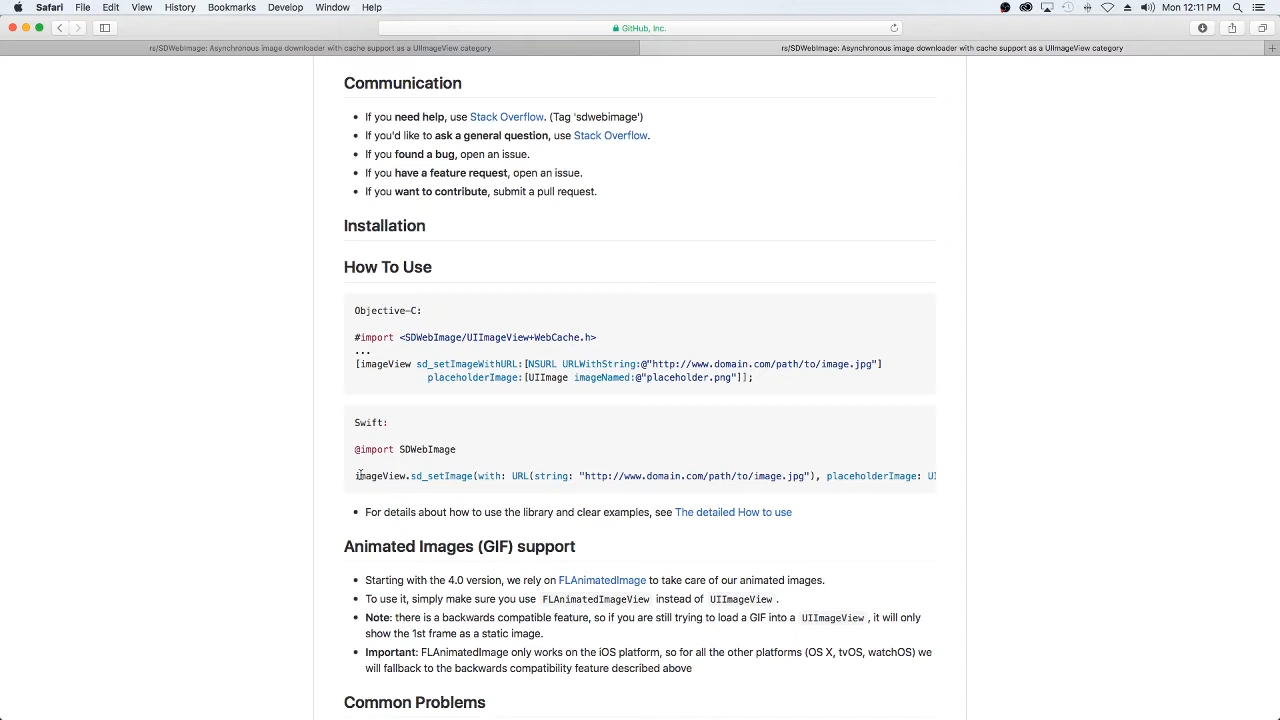 Safari File Edit View History Bookmarks Develop Window Help Mon 12:11 PM
GitHub, Inc.
rs/SDWebImage: Asynchronous image downloader with cache support as a UIImageView category
rs/SDWebImage: Asynchronous image downloader with cache support as a UIImageView category
Communication
• If you need help, use Stack Overflow. (Tag 'sdwebimage')
• If you'd like to ask a general question, use Stack Overflow.
• If you found a bug, open an issue.
• If you have a feature request, open an issue.
• If you want to contribute, submit a pull request.
Installation
How To Use
Objective-C:
#import <SDWebImage/UIImageView+WebCache.h>
...
[imageView sd_setImageWithURL:[NSURL URLWithString:@"http://www.domain.com/path/to/image.jpg"]
placeholderImage:[UIImage imageNamed:@"placeholder.png"]];
Swift:
@import SDWebImage
imageView.sd_setImage(with: URL(string: "http://www.domain.com/path/to/image.jpg"), placeholderImage: UI
• For details about how to use the library and clear examples, see The detailed How to use
Animated Images (GIF) support
• Starting with the 4.0 version, we rely on FLAnimatedImage to take care of our animated images.
• To use it, simply make sure you use FLAnimatedImageView instead of UIImageView.
• Note: there is a backwards compatible feature, so if you are still trying to load a GIF into a UIImageView, it will only
show the 1st frame as a static image.
• Important: FLAnimatedImage only works on the iOS platform, so for all the other platforms (OS X, tvOS, watchOS) we
will fallback to the backwards compatibility feature described above
Common Problems